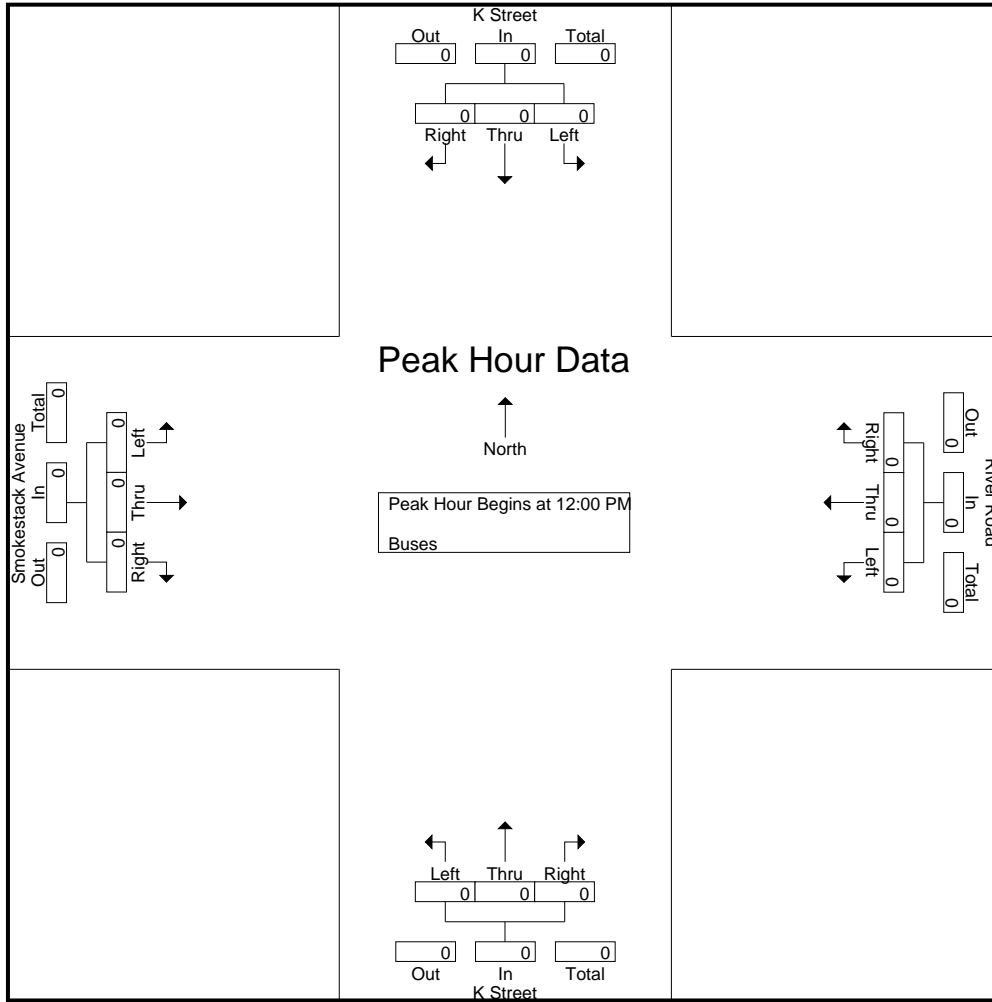 K Street
Out In Total
0 0 0
0 0 0
Right Thru Left
Peak Hour Data
North
Peak Hour Begins at 12:00 PM
Buses
Smokestack Avenue
Out In Total
0 0 0
0 0 0
Right Thru Left
River Road
Out In Total
0 0 0
0 0 0
Right Thru Left
Left Thru Right
0 0 0
0 0 0
Out In Total
K Street